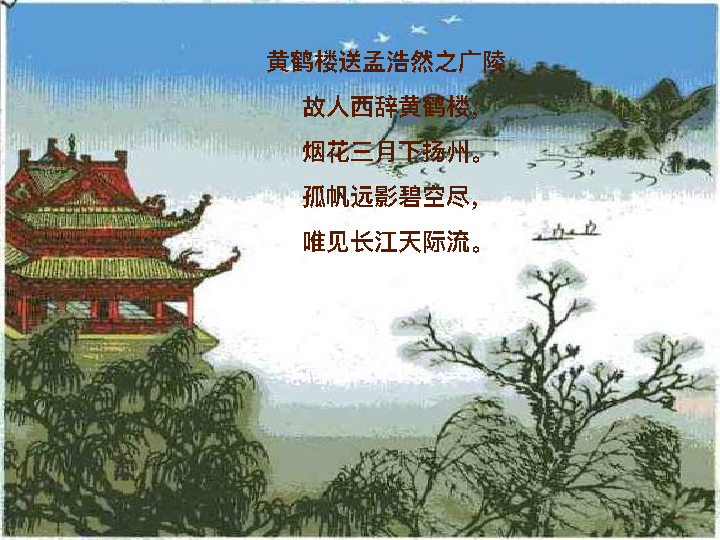 黄鹤楼送孟浩然之广陵
故人西辞黄鹤楼，
烟花三月下扬州。
孤帆远影碧空尽，
唯见长江天际流。